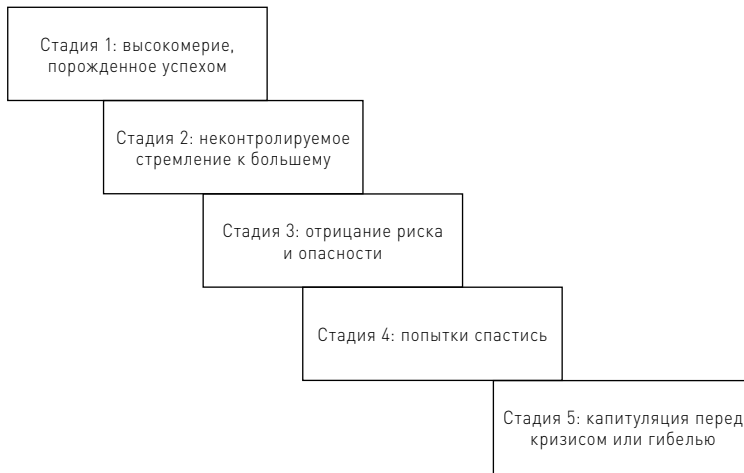 Стадия 1: высокомерие,
порожденное успехом
Стадия 2: неконтролируемое
стремление к большему
Стадия 3: отрицание риска
и опасности
Стадия 4: попытки спастись
Стадия 5: капитуляция перед
кризисом или гибелью